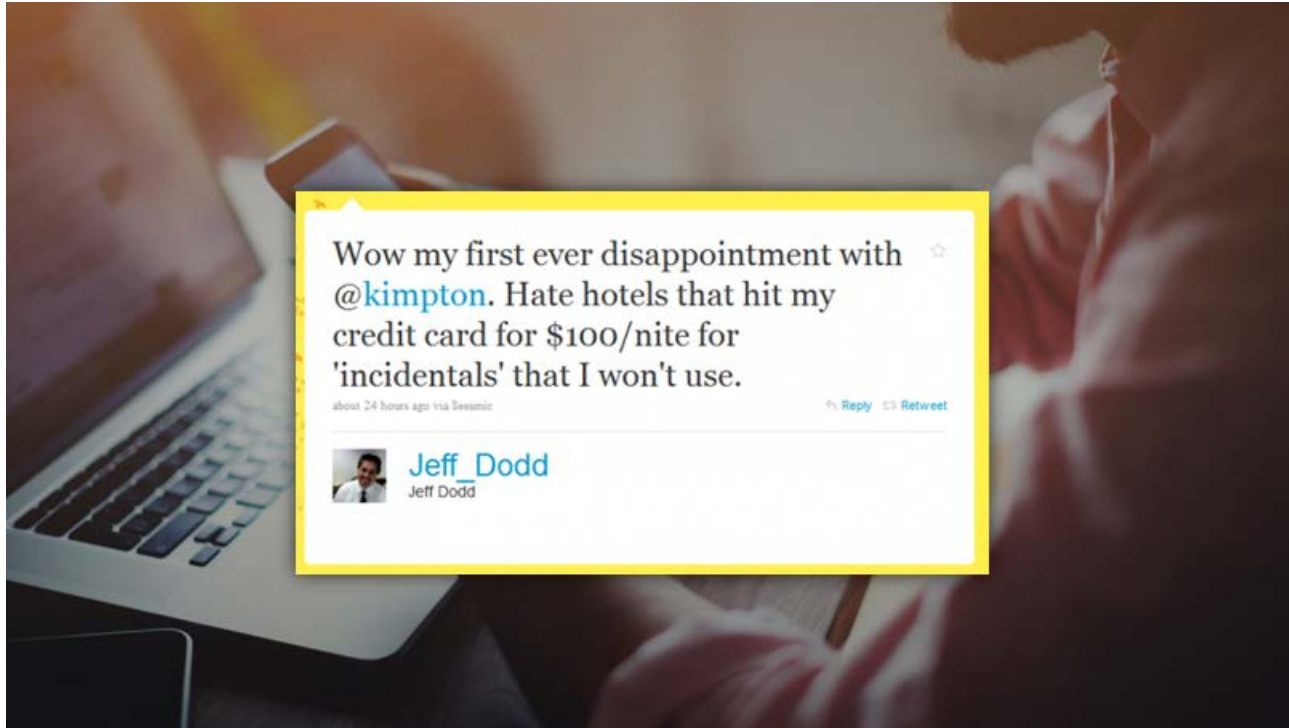 Wow my first ever disappointment with
@kimpton. Hate hotels that hit my
credit card for $100/nite for
'incidentals' that I won't use.
about 24 hours ago via Seesmic
Reply Retweet
Jeff_Dodd
Jeff Dodd